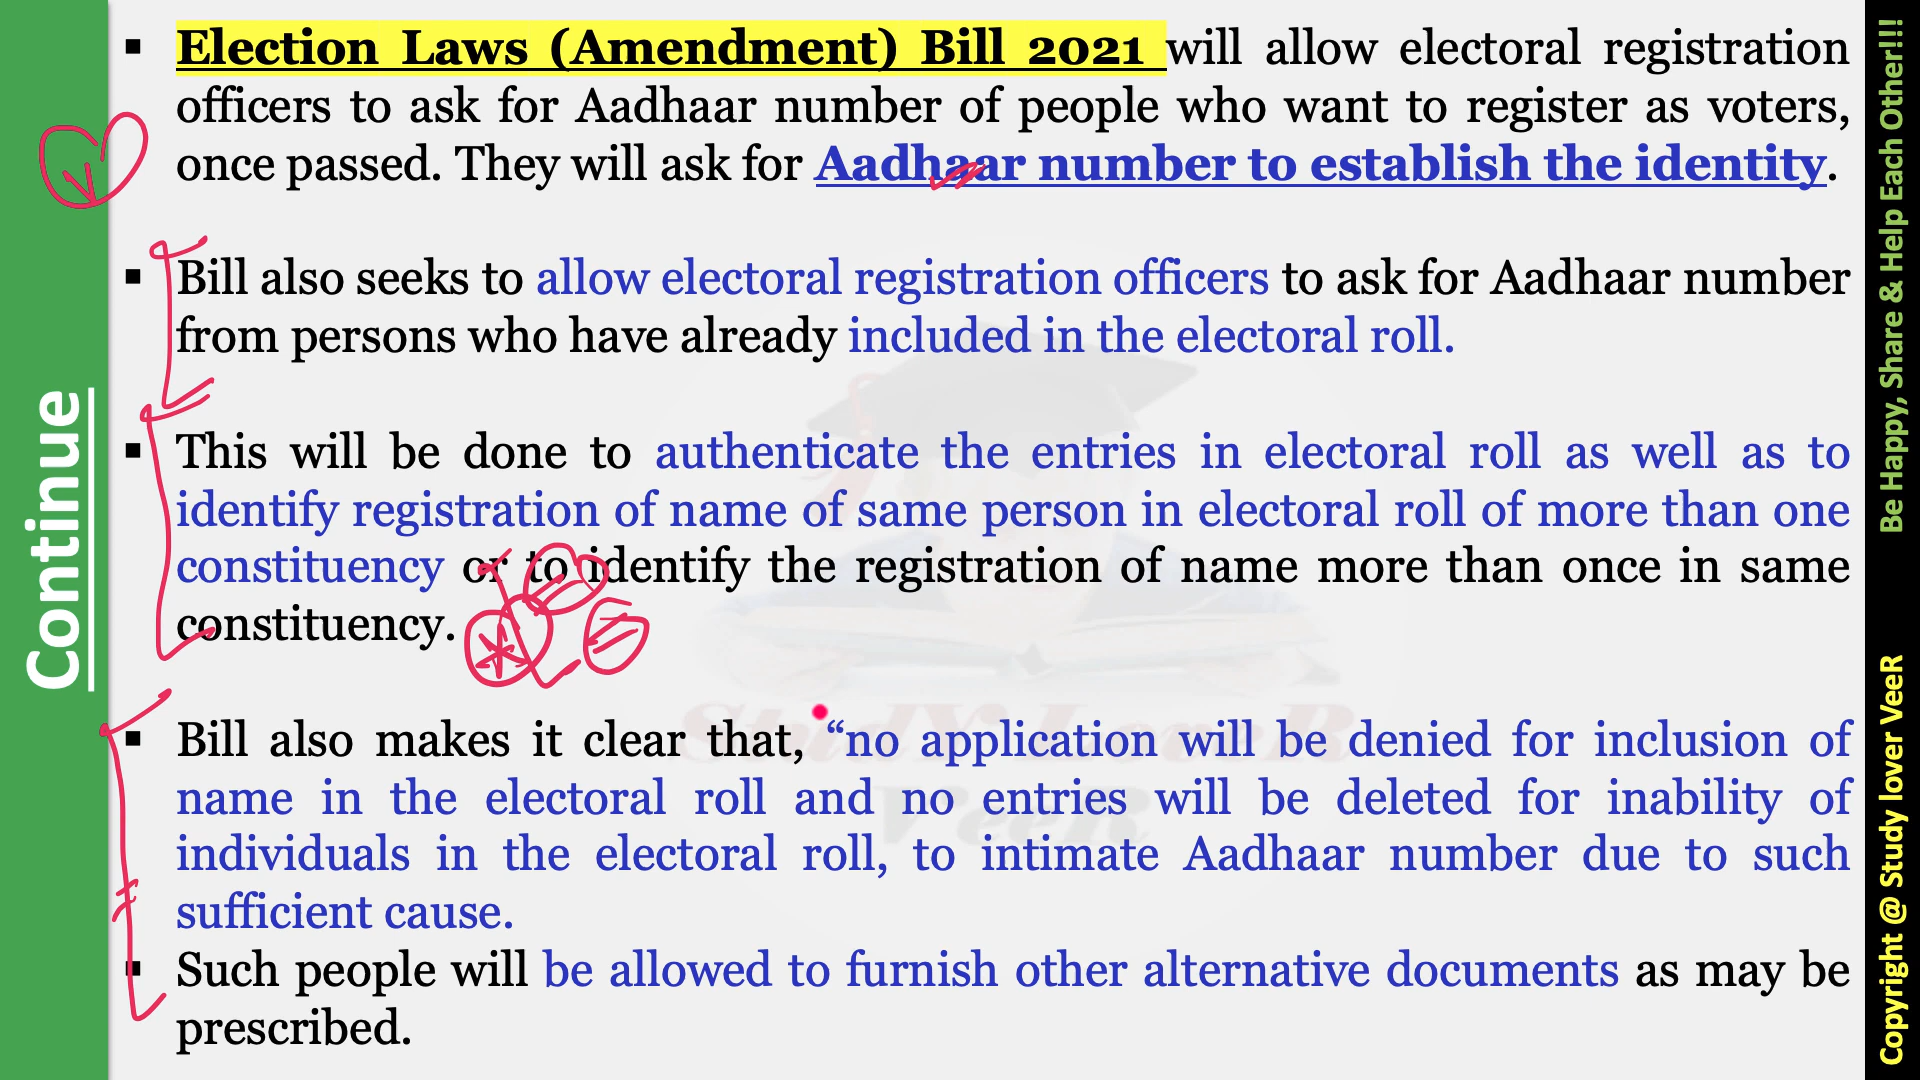 Continue
▪ Election Laws (Amendment) Bill 2021 will allow electoral registration
officers to ask for Aadhaar number of people who want to register as voters,
once passed. They will ask for Aadhaar number to establish the identity.
▪ Bill also seeks to allow electoral registration officers to ask for Aadhaar number
from persons who have already included in the electoral roll.
▪ This will be done to authenticate the entries in electoral roll as well as to
identify registration of name of same person in electoral roll of more than one
constituency or to identify the registration of name more than once in same
constituency.
▪ Bill also makes it clear that, “no application will be denied for inclusion of
name in the electoral roll and no entries will be deleted for inability of
individuals in the electoral roll, to intimate Aadhaar number due to such
sufficient cause.
▪ Such people will be allowed to furnish other alternative documents as may be
prescribed.
StudY LoveR
VeeR
Be Happy, Share & Help Each Other!!!
Copyright @ Study lover VeeR